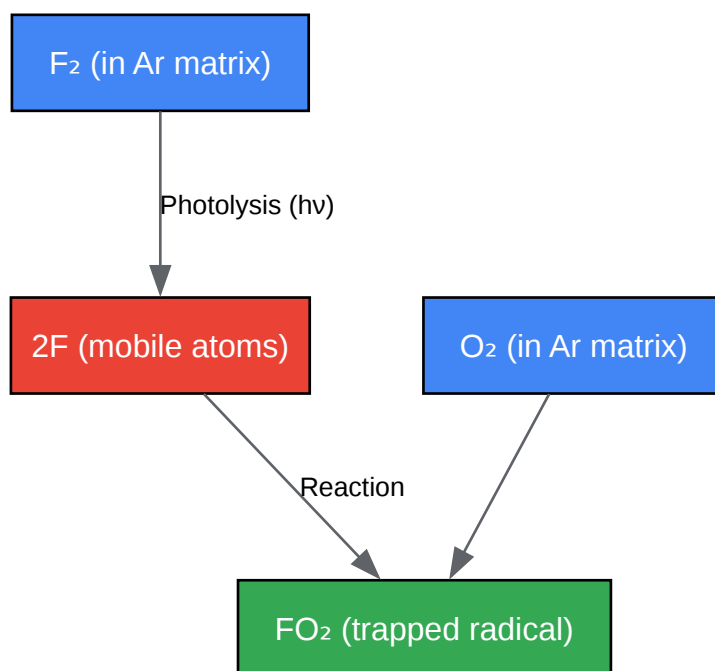 F₂ (in Ar matrix)
Photolysis (hν)
2F (mobile atoms)
O₂ (in Ar matrix)
Reaction
FO₂ (trapped radical)